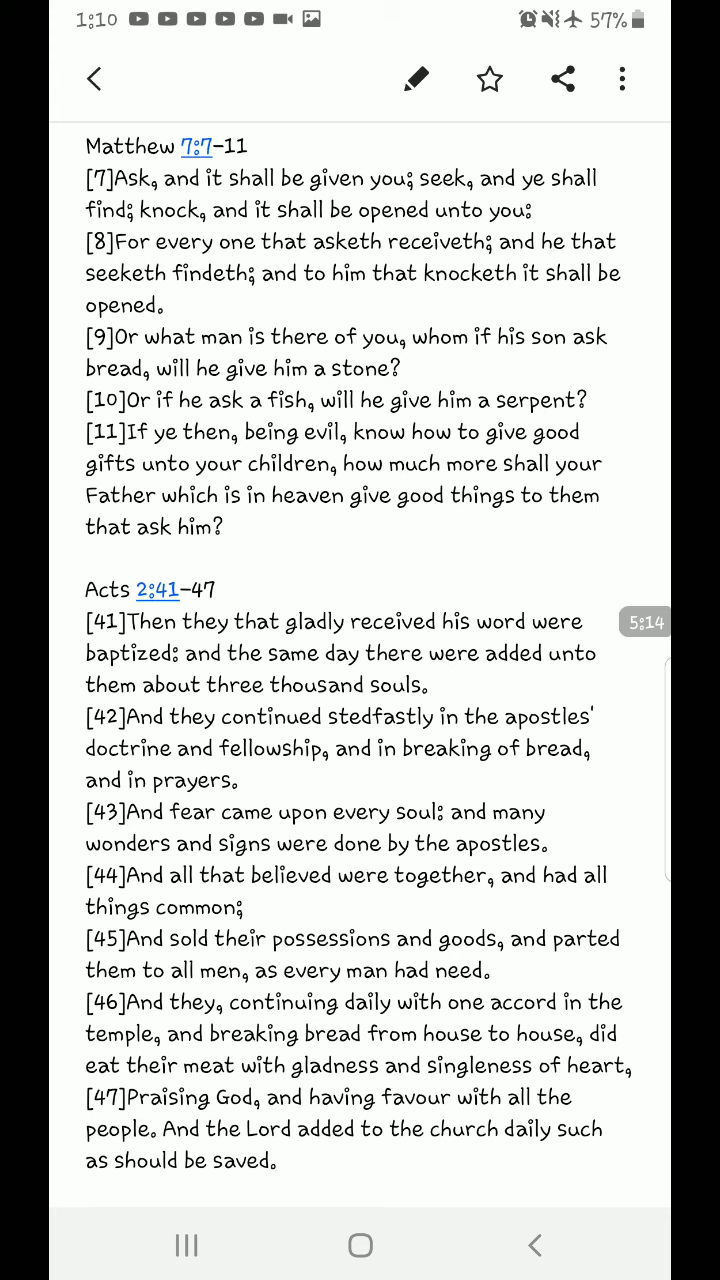 1:10
57%
Matthew 7:7-11
[7]Ask, and it shall be given you; seek, and ye shall
find; knock, and it shall be opened unto you:
[8]For every one that asketh receiveth; and he that
seeketh findeth; and to him that knocketh it shall be
opened.
[9]Or what man is there of you, whom if his son ask
bread, will he give him a stone?
[10]Or if he ask a fish, will he give him a serpent?
[11]If ye then, being evil, know how to give good
gifts unto your children, how much more shall your
Father which is in heaven give good things to them
that ask him?
Acts 2:41-47
[41]Then they that gladly received his word were
5:14
baptized: and the same day there were added unto
them about three thousand souls.
[42]And they continued stedfastly in the apostles'
doctrine and fellowship, and in breaking of bread,
and in prayers.
[43]And fear came upon every soul: and many
wonders and signs were done by the apostles.
[44]And all that believed were together, and had all
things common;
[45]And sold their possessions and goods, and parted
them to all men, as every man had need.
[46]And they, continuing daily with one accord in the
temple, and breaking bread from house to house, did
eat their meat with gladness and singleness of heart,
[47]Praising God, and having favour with all the
people. And the Lord added to the church daily such
as should be saved.